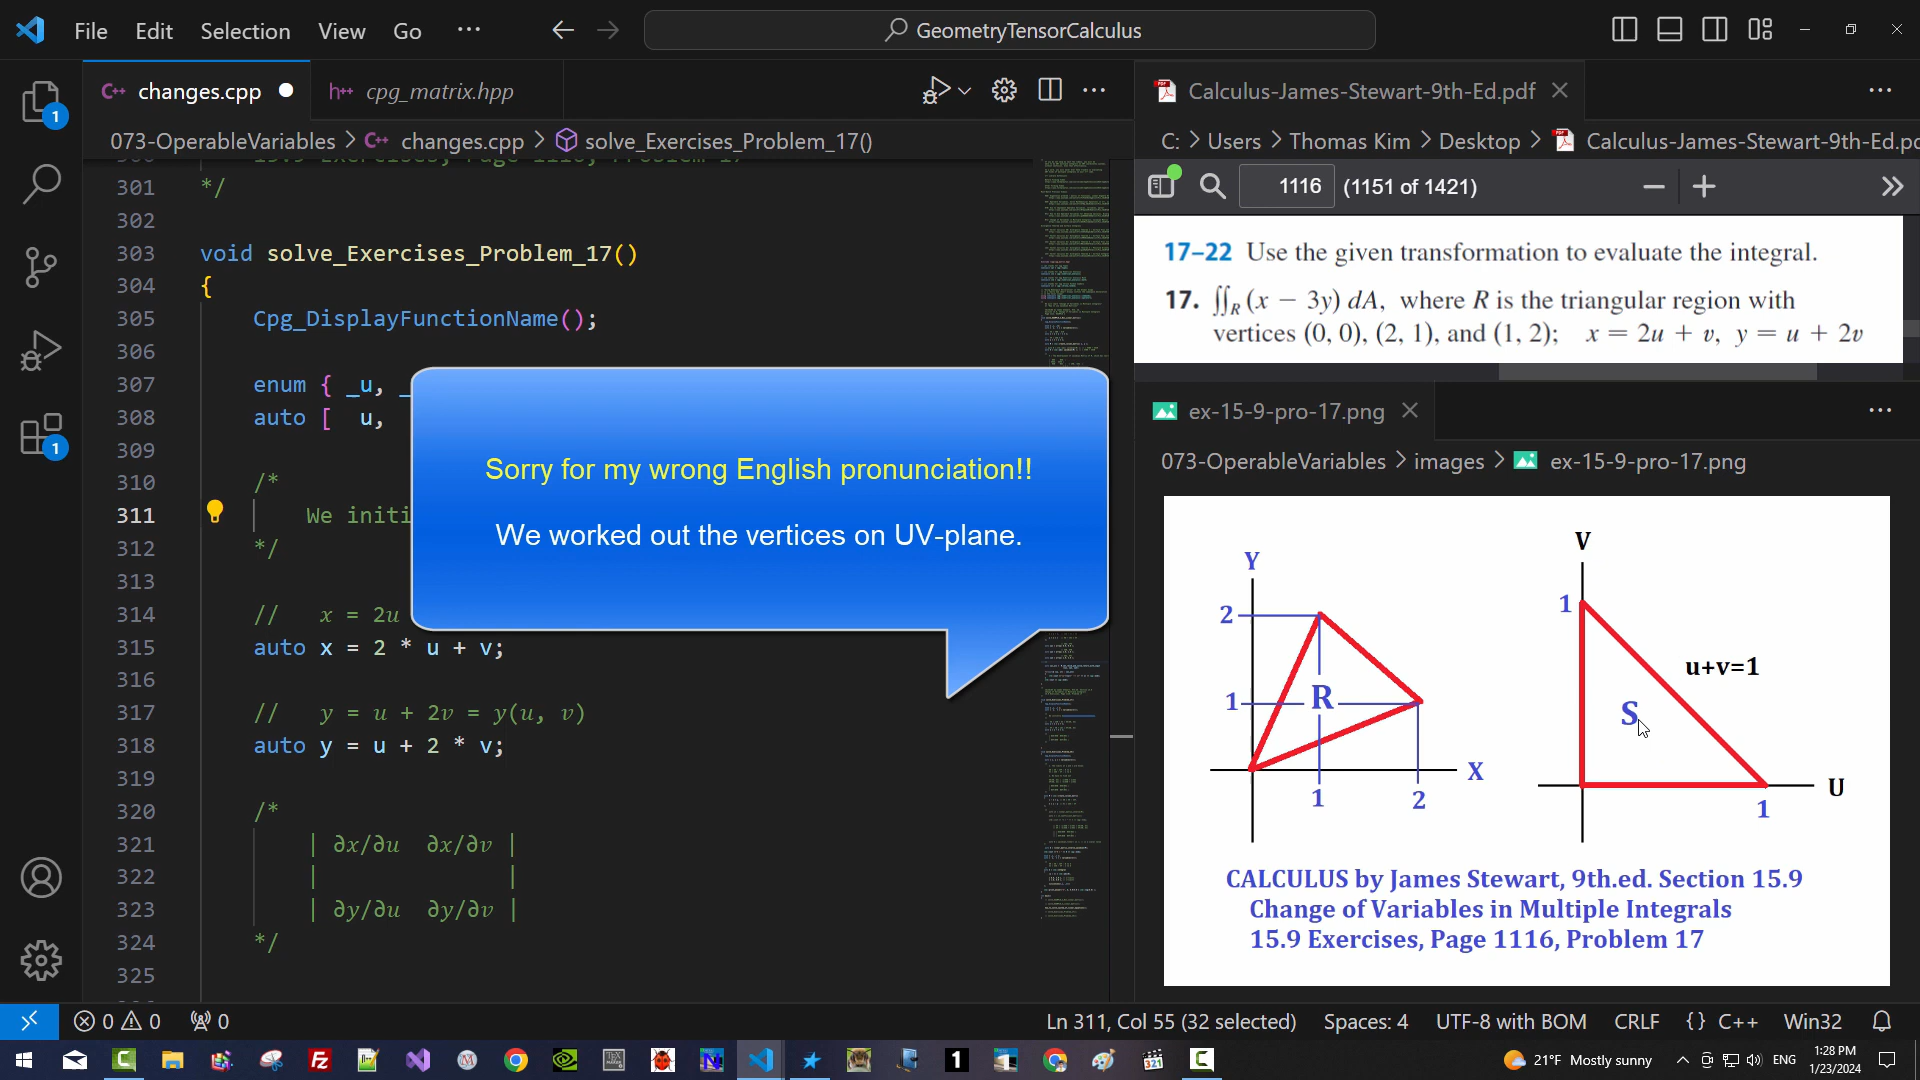 File Edit Selection View Go ··· GeometryTensorCalculus
C++ changes.cpp h++ cpg_matrix.hpp
073-OperableVariables > C++ changes.cpp > solve_Exercises_Problem_17()
301 */
302
303 void solve_Exercises_Problem_17()
304 {
305 Cpg_DisplayFunctionName();
306
307 enum { _u, _
308 auto [ u,
309
310 /*
311 We initi
312 */
313
314 // x = 2u
315 auto x = 2 * u + v;
316
317 // y = u + 2v = y(u, v)
318 auto y = u + 2 * v;
319
320 /*
321 | ∂x/∂u ∂x/∂v |
322 | |
323 | ∂y/∂u ∂y/∂v |
324 */
325
Sorry for my wrong English pronunciation!!
We worked out the vertices on UV-plane.
Calculus-James-Stewart-9th-Ed.pdf
C: > Users > Thomas Kim > Desktop > Calculus-James-Stewart-9th-Ed.pd
1116 (1151 of 1421)
17–22 Use the given transformation to evaluate the integral.
17. ∬R (x − 3y) dA, where R is the triangular region with
vertices (0, 0), (2, 1), and (1, 2); x = 2u + v, y = u + 2v
ex-15-9-pro-17.png
073-OperableVariables > images > ex-15-9-pro-17.png
Y
2
1
R
X
1 2
V
1
u+v=1
S
U
1
CALCULUS by James Stewart, 9th.ed. Section 15.9
Change of Variables in Multiple Integrals
15.9 Exercises, Page 1116, Problem 17
0 0 0 Ln 311, Col 55 (32 selected) Spaces: 4 UTF-8 with BOM CRLF {} C++ Win32
21°F Mostly sunny ENG 1:28 PM
1/23/2024